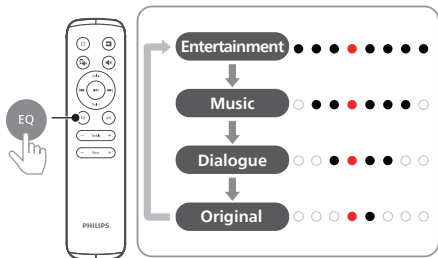 Entertainment
Music
EQ
Dialogue
Original
PHILIPS